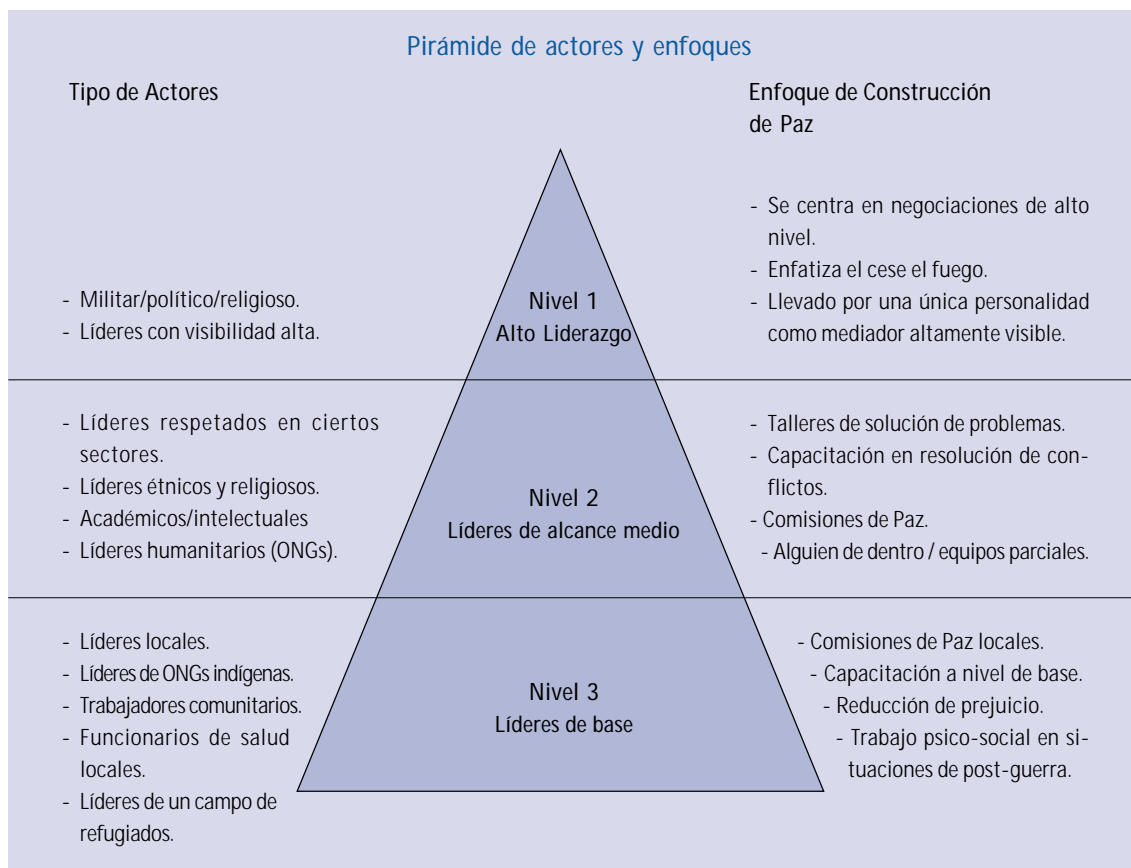 Pirámide de actores y enfoques
Tipo de Actores
Enfoque de Construcción
de Paz
- Militar/político/religioso.
- Líderes con visibilidad alta.
Nivel 1
Alto Liderazgo
- Se centra en negociaciones de alto
nivel.
- Enfatiza el cese el fuego.
- Llevado por una única personalidad
como mediador altamente visible.
- Líderes respetados en ciertos
sectores.
- Líderes étnicos y religiosos.
- Académicos/intelectuales
- Líderes humanitarios (ONGs).
Nivel 2
Líderes de alcance medio
- Talleres de solución de problemas.
- Capacitación en resolución de con-
flictos.
- Comisiones de Paz.
- Alguien de dentro / equipos parciales.
- Líderes locales.
- Líderes de ONGs indígenas.
- Trabajadores comunitarios.
- Funcionarios de salud
locales.
- Líderes de un campo de
refugiados.
Nivel 3
Líderes de base
- Comisiones de Paz locales.
- Capacitación a nivel de base.
- Reducción de prejuicio.
- Trabajo psico-social en si-
tuaciones de post-guerra.